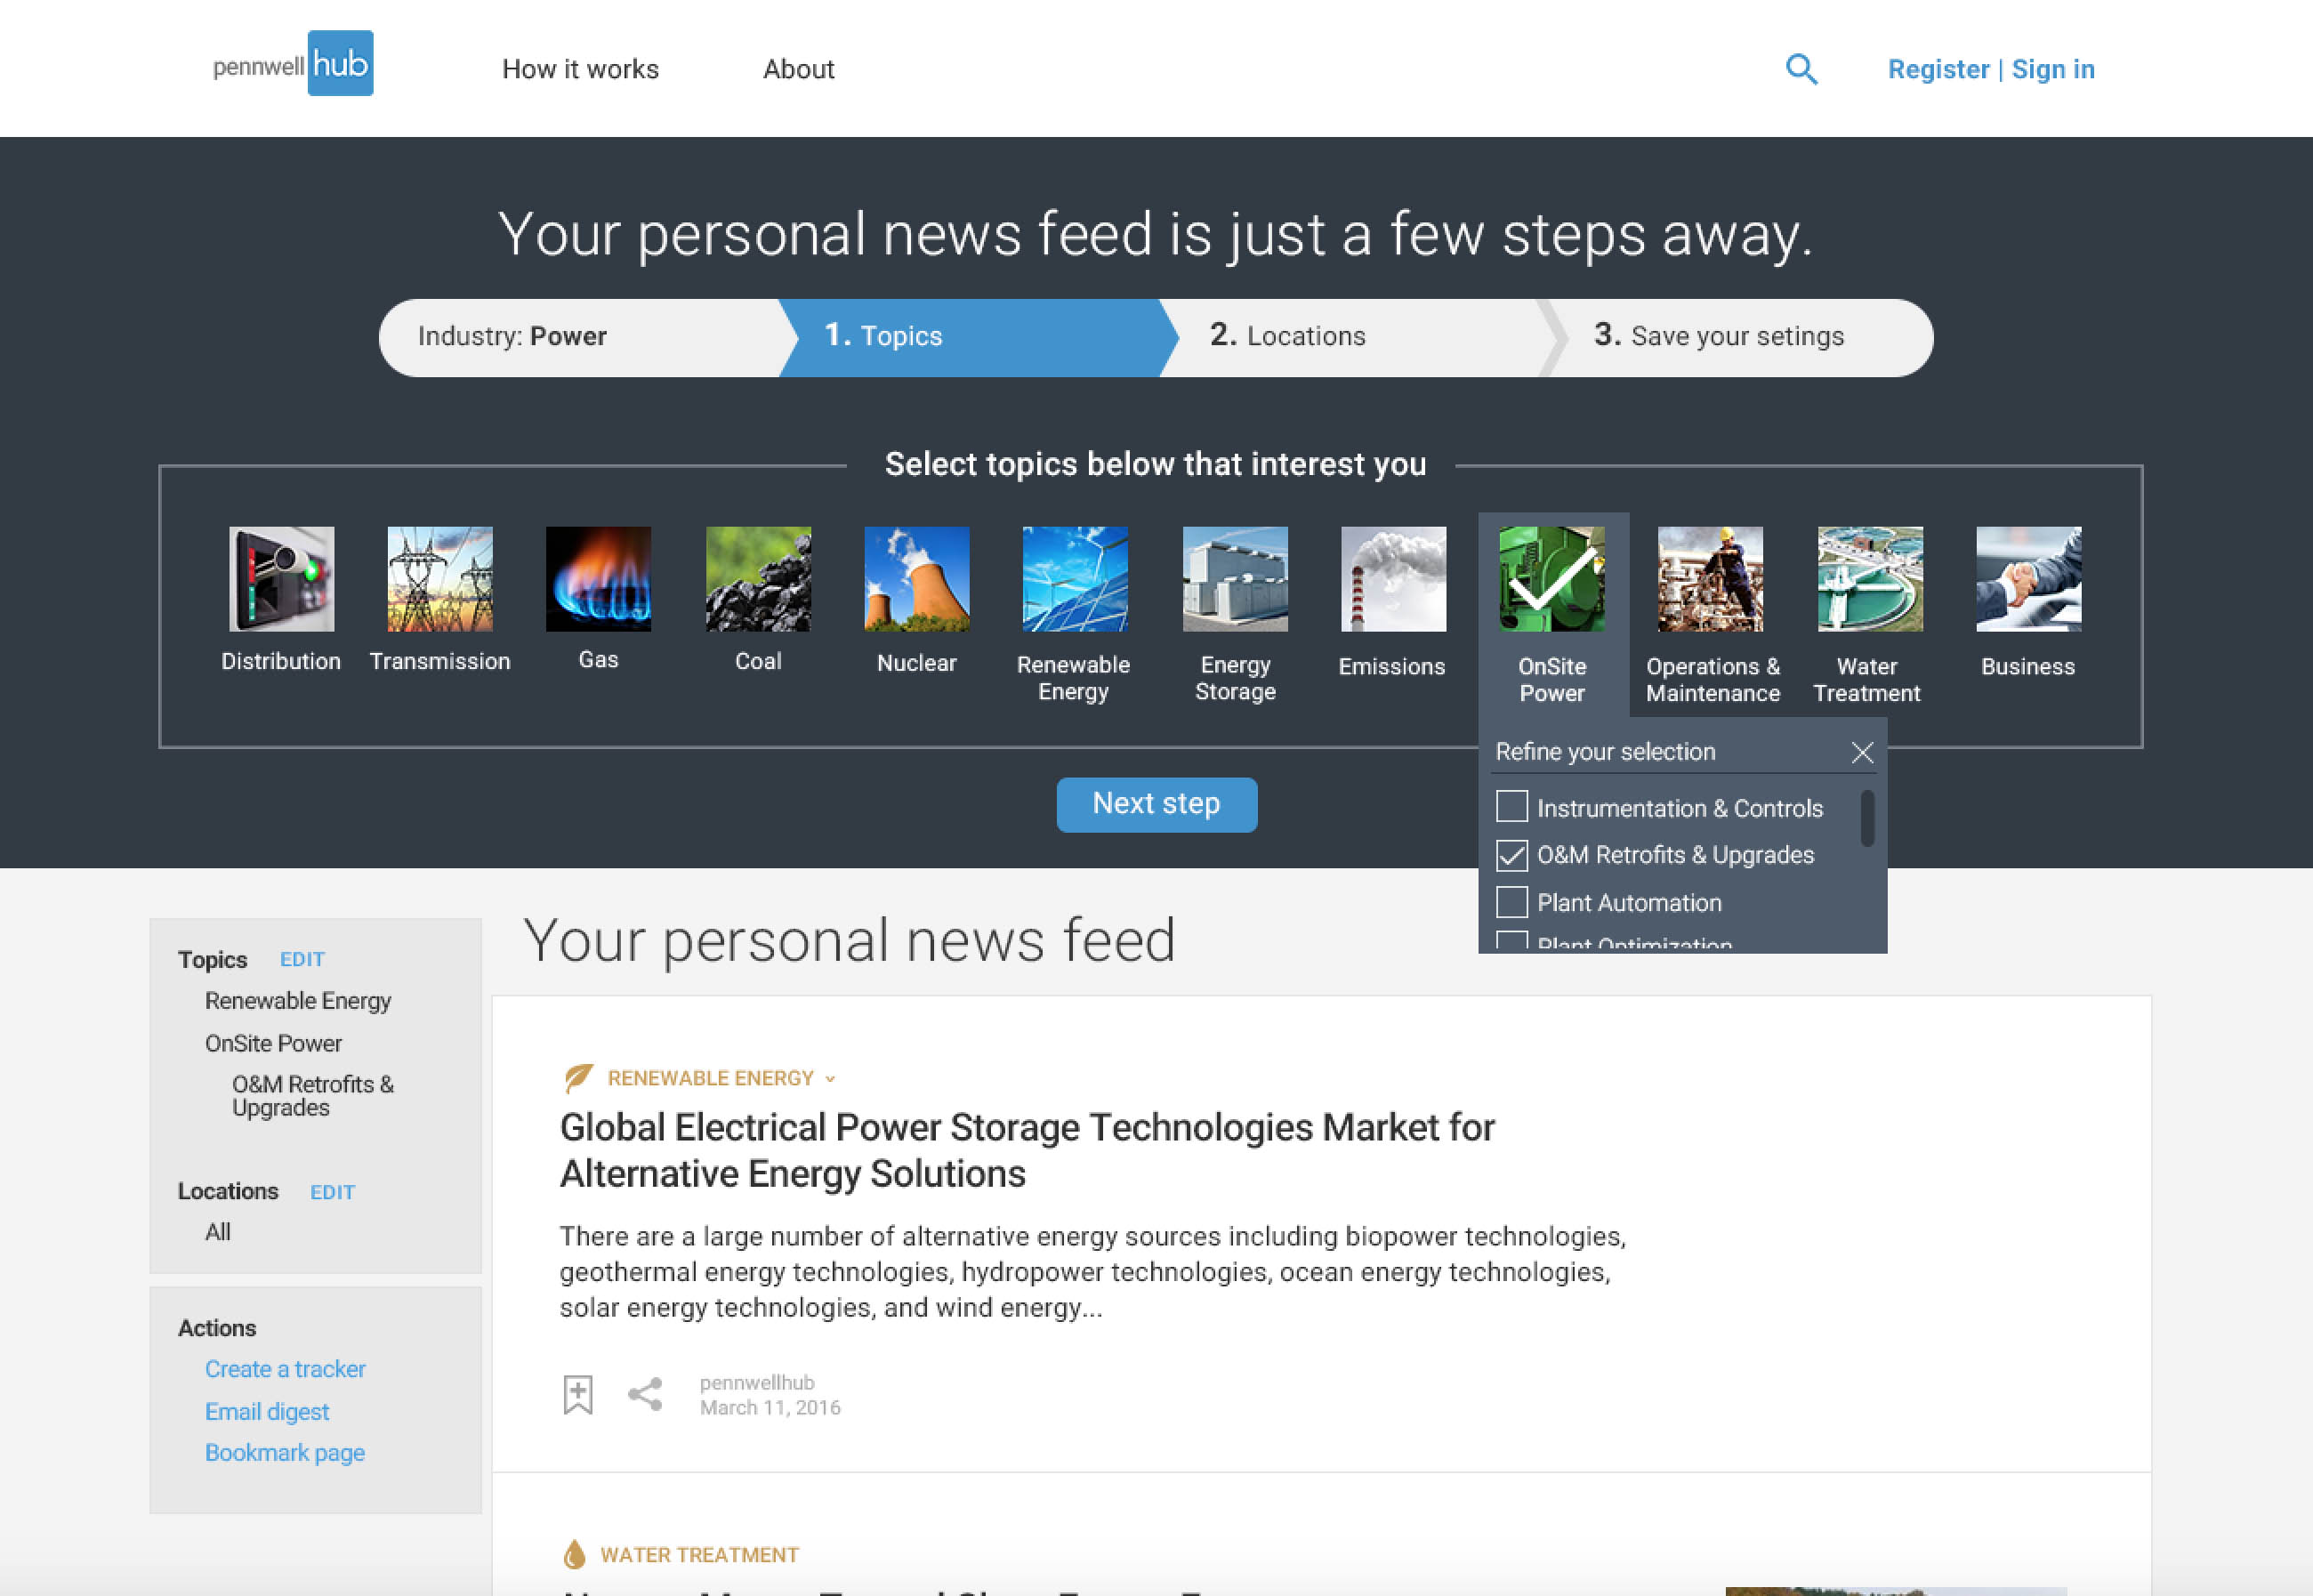 pennwell hub
How it works
About
Register | Sign in
Your personal news feed is just a few steps away.
Industry: Power
1. Topics
2. Locations
3. Save your setings
Select topics below that interest you
Distribution
Transmission
Gas
Coal
Nuclear
Renewable
Energy
Energy
Storage
Emissions
OnSite
Power
Operations &
Maintenance
Water
Treatment
Business
Refine your selection
Instrumentation & Controls
O&M Retrofits & Upgrades
Plant Automation
Plant Optimization
Next step
Topics EDIT
Renewable Energy
OnSite Power
O&M Retrofits &
Upgrades
Locations EDIT
All
Actions
Create a tracker
Email digest
Bookmark page
Your personal news feed
RENEWABLE ENERGY
Global Electrical Power Storage Technologies Market for
Alternative Energy Solutions
There are a large number of alternative energy sources including biopower technologies,
geothermal energy technologies, hydropower technologies, ocean energy technologies,
solar energy technologies, and wind energy...
pennwellhub
March 11, 2016
WATER TREATMENT